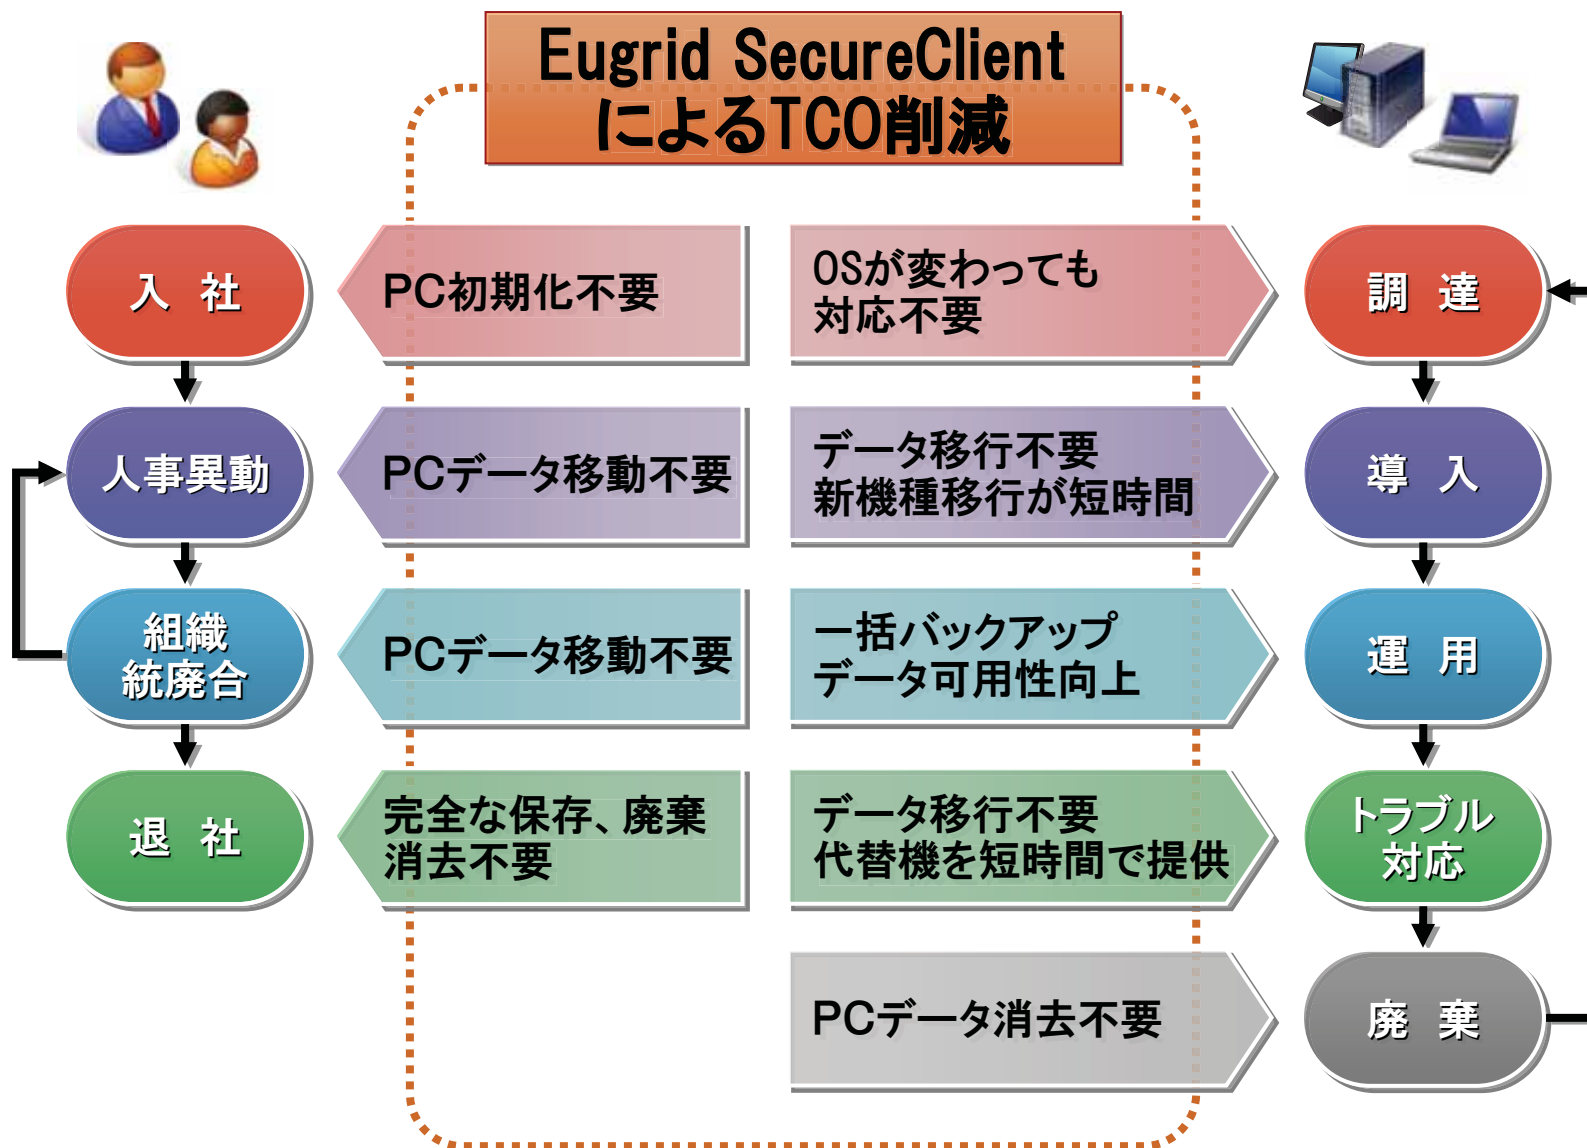 Eugrid SecureClient
によるTCO削減
入 社
PC初期化不要
OSが変わっても
対応不要
調 達
人事異動
PCデータ移動不要
データ移行不要
新機種移行が短時間
導 入
組織
統廃合
PCデータ移動不要
一括バックアップ
データ可用性向上
運 用
退 社
完全な保存、廃棄
消去不要
データ移行不要
代替機を短時間で提供
トラブル
対応
PCデータ消去不要
廃 棄